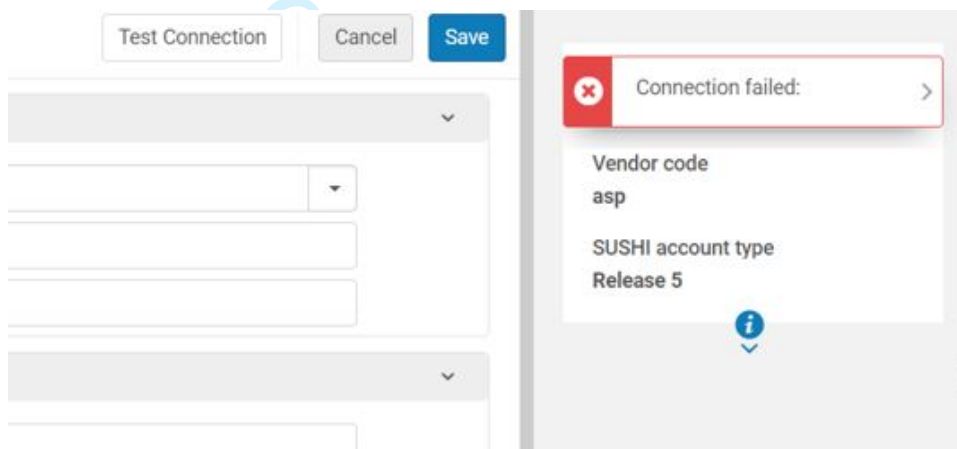 Test Connection
Cancel
Save
Connection failed:
Vendor code
asp
SUSHI account type
Release 5